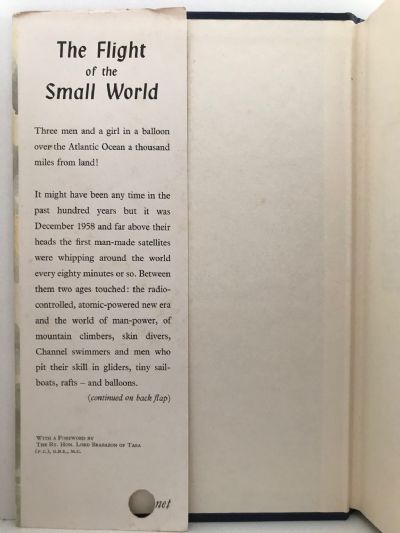 The Flight
of the
Small World
Three men and a girl in a balloon
over the Atlantic Ocean a thousand
miles from land!
It might have been any time in the
past hundred years but it was
December 1958 and far above their
heads the first man-made satellites
were whipping around the world
every eighty minutes or so. Between
them two ages touched: the radio-
controlled, atomic-powered new era
and the world of man-power, of
mountain climbers, skin divers,
Channel swimmers and men who
pit their skill in gliders, tiny sail-
boats, rafts – and balloons.
(continued on back flap)
With a Foreword by
The Rt. Hon. Lord Brabazon of Tara
(P.C.), G.B.E., M.C.
net